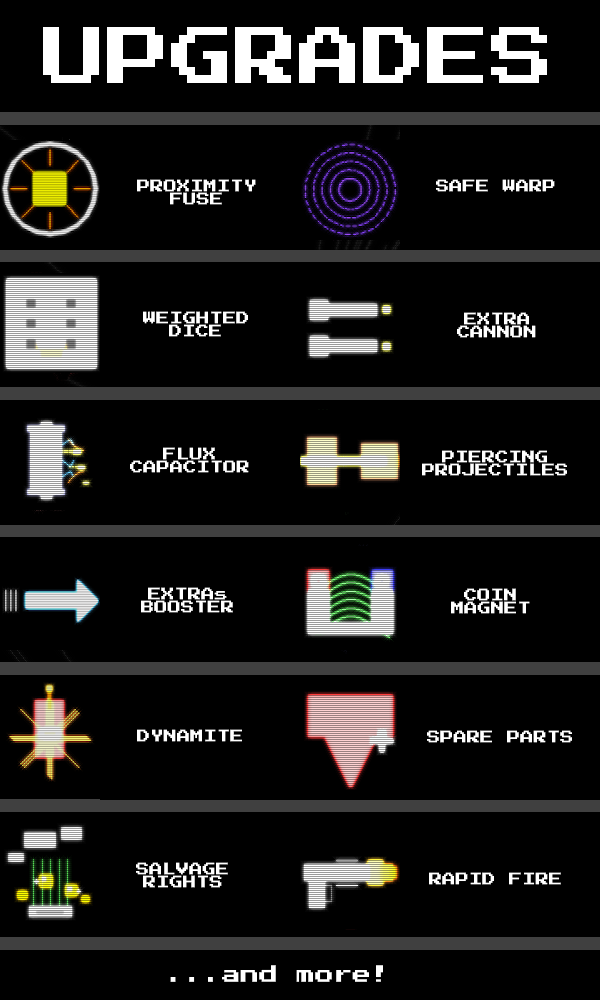 UPGRADES
PROXIMITY
FUSE
SAFE WARP
WEIGHTED
DICE
EXTRA
CANNON
FLUX
CAPACITOR
PIERCING
PROJECTILES
EXTRAs
BOOSTER
COIN
MAGNET
DYNAMITE
SPARE PARTS
SALVAGE
RIGHTS
RAPID FIRE
...and more!